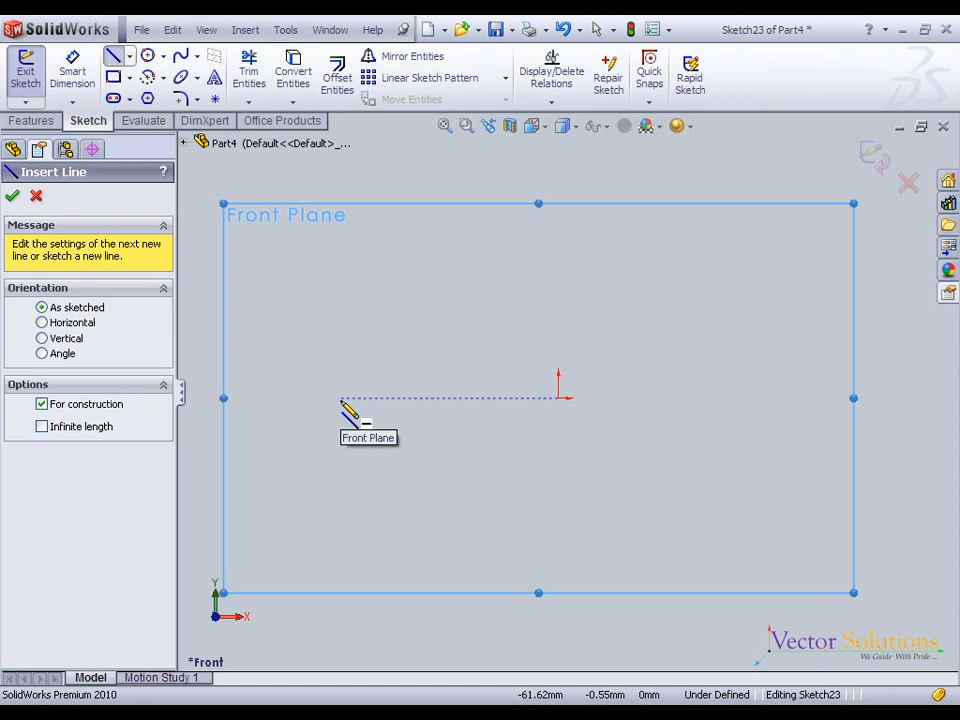 SolidWorks File Edit View Insert Tools Window Help Sketch23 of Part4 *
Exit Sketch
Smart Dimension
Trim Entities
Convert Entities
Offset Entities
Mirror Entities
Linear Sketch Pattern
Move Entities
Display/Delete Relations
Repair Sketch
Quick Snaps
Rapid Sketch
Features Sketch Evaluate DimXpert Office Products
Part4 (Default<<Default>_...
Insert Line ?
Message
Edit the settings of the next new
line or sketch a new line.
Orientation
As sketched
Horizontal
Vertical
Angle
Options
For construction
Infinite length
Front Plane
Front Plane
Y
X
*Front
Vector Solutions
We Guide With Pride ...
Model Motion Study 1
SolidWorks Premium 2010 -61.62mm -0.55mm 0mm Under Defined Editing Sketch23